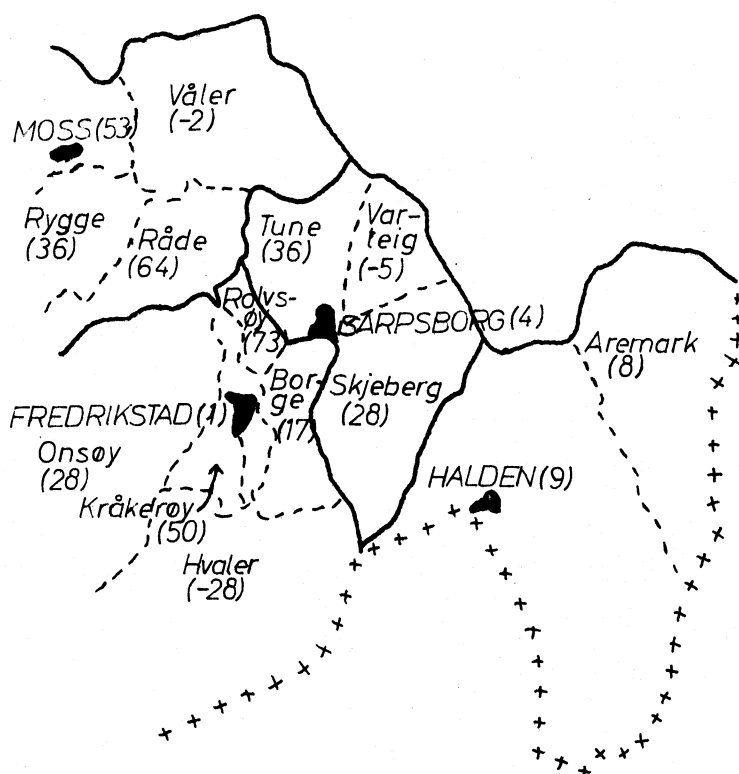 Våler
(-2)
MOSS(53)
Rygge
(36)
Råde
(64)
Tune
(36)
Var-
teig
(-5)
Rolvs-
øy
(73)
SARPSBORG(4)
Aremark
(8)
Bor-
ge
(17)
Skjeberg
(28)
FREDRIKSTAD(1)
Onsøy
(28)
HALDEN(9)
Kråkerøy
(50)
Hvaler
(-28)